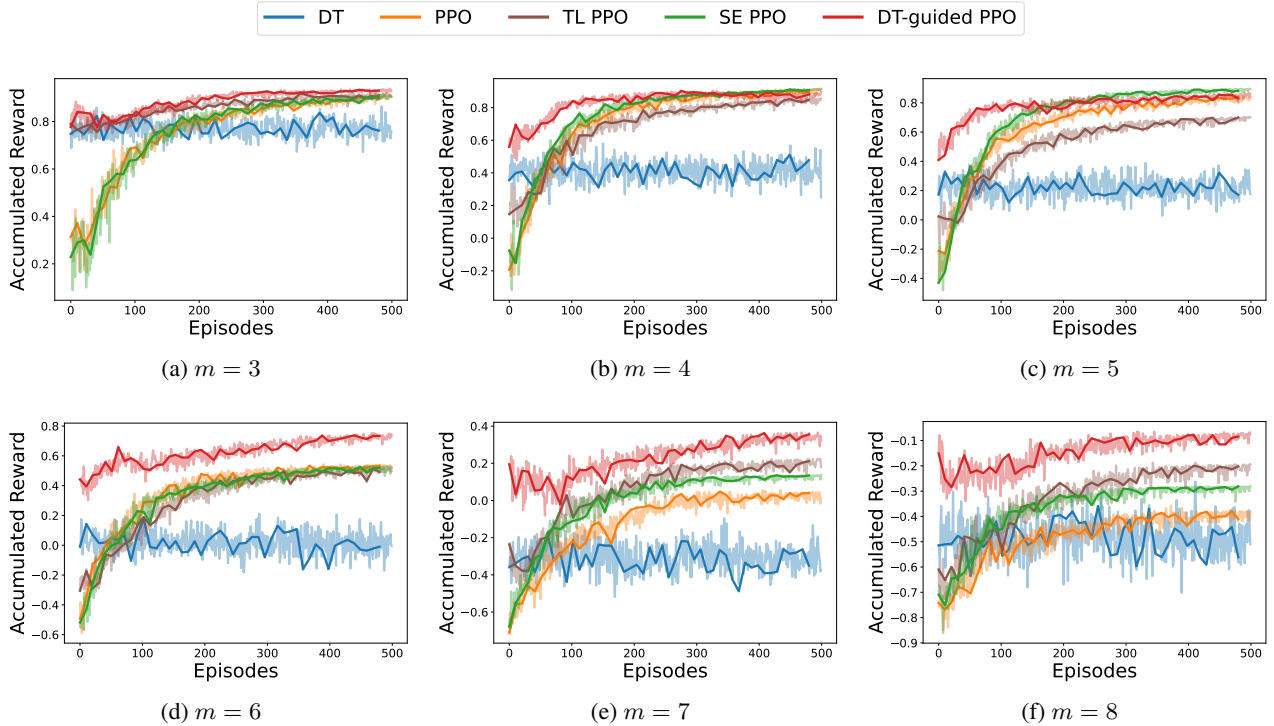 DT PPO TL PPO SE PPO DT-guided PPO
Accumulated Reward
0.8
0.6
0.4
0.2
0 100 200 300 400 500
Episodes
(a) m = 3
Accumulated Reward
0.8
0.6
0.4
0.2
0.0
−0.2
0 100 200 300 400 500
Episodes
(b) m = 4
Accumulated Reward
0.8
0.6
0.4
0.2
0.0
−0.2
−0.4
0 100 200 300 400 500
Episodes
(c) m = 5
Accumulated Reward
0.8
0.6
0.4
0.2
0.0
−0.2
−0.4
−0.6
0 100 200 300 400 500
Episodes
(d) m = 6
Accumulated Reward
0.4
0.2
0.0
−0.2
−0.4
−0.6
0 100 200 300 400 500
Episodes
(e) m = 7
Accumulated Reward
−0.1
−0.2
−0.3
−0.4
−0.5
−0.6
−0.7
−0.8
−0.9
0 100 200 300 400 500
Episodes
(f) m = 8